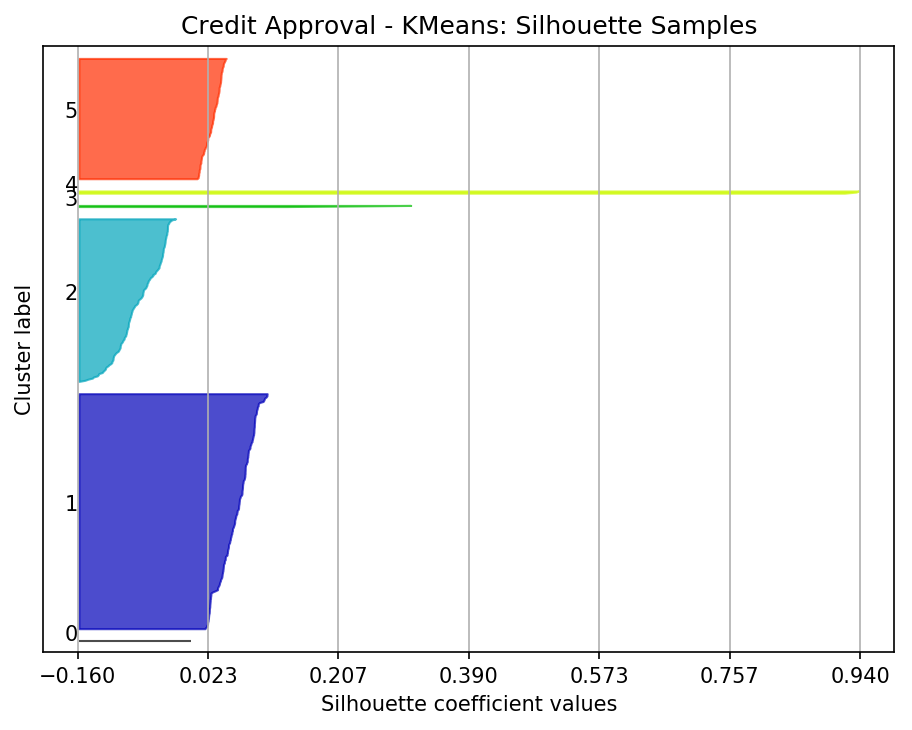 Credit Approval - KMeans: Silhouette Samples
5
4
3
2
1
0
Cluster label
−0.160 0.023 0.207 0.390 0.573 0.757 0.940
Silhouette coefficient values